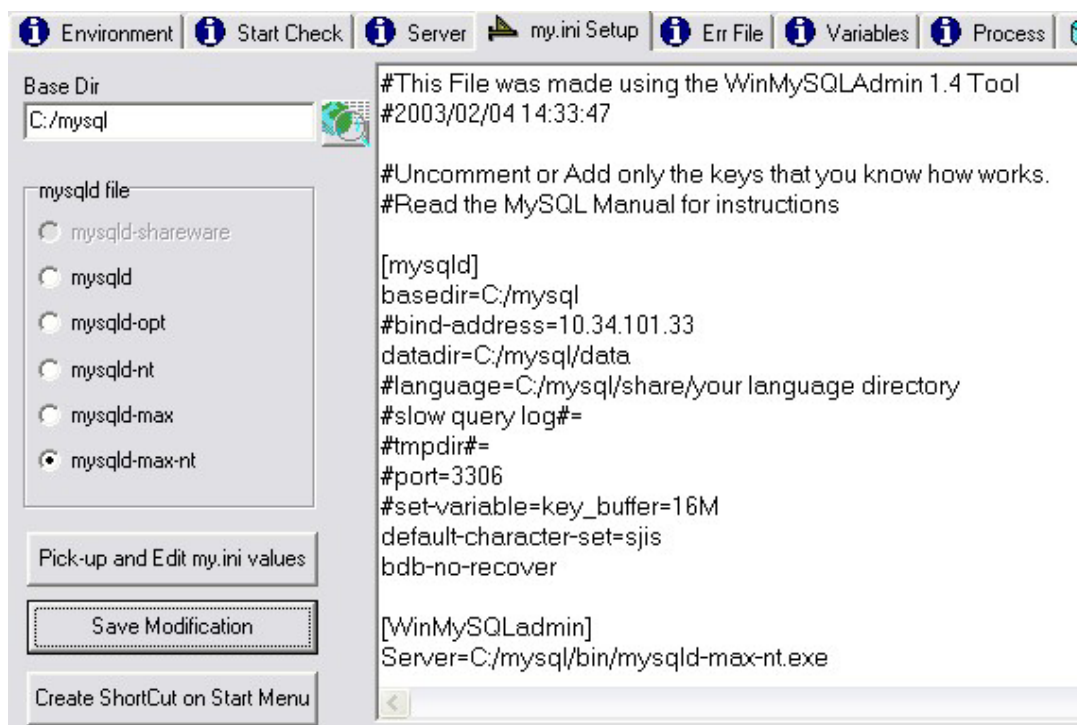 Environment
Start Check
Server
my.ini Setup
Err File
Variables
Process
Base Dir
C:/mysql
mysqld file
mysqld-shareware
mysqld
mysqld-opt
mysqld-nt
mysqld-max
mysqld-max-nt
Pick-up and Edit my.ini values
Save Modification
Create ShortCut on Start Menu
#This File was made using the WinMySQLAdmin 1.4 Tool
#2003/02/04 14:33:47
#Uncomment or Add only the keys that you know how works.
#Read the MySQL Manual for instructions
[mysqld]
basedir=C:/mysql
#bind-address=10.34.101.33
datadir=C:/mysql/data
#language=C:/mysql/share/your language directory
#slow query log#=
#tmpdir#=
#port=3306
#set-variable=key_buffer=16M
default-character-set=sjis
bdb-no-recover
[WinMySQLadmin]
Server=C:/mysql/bin/mysqld-max-nt.exe